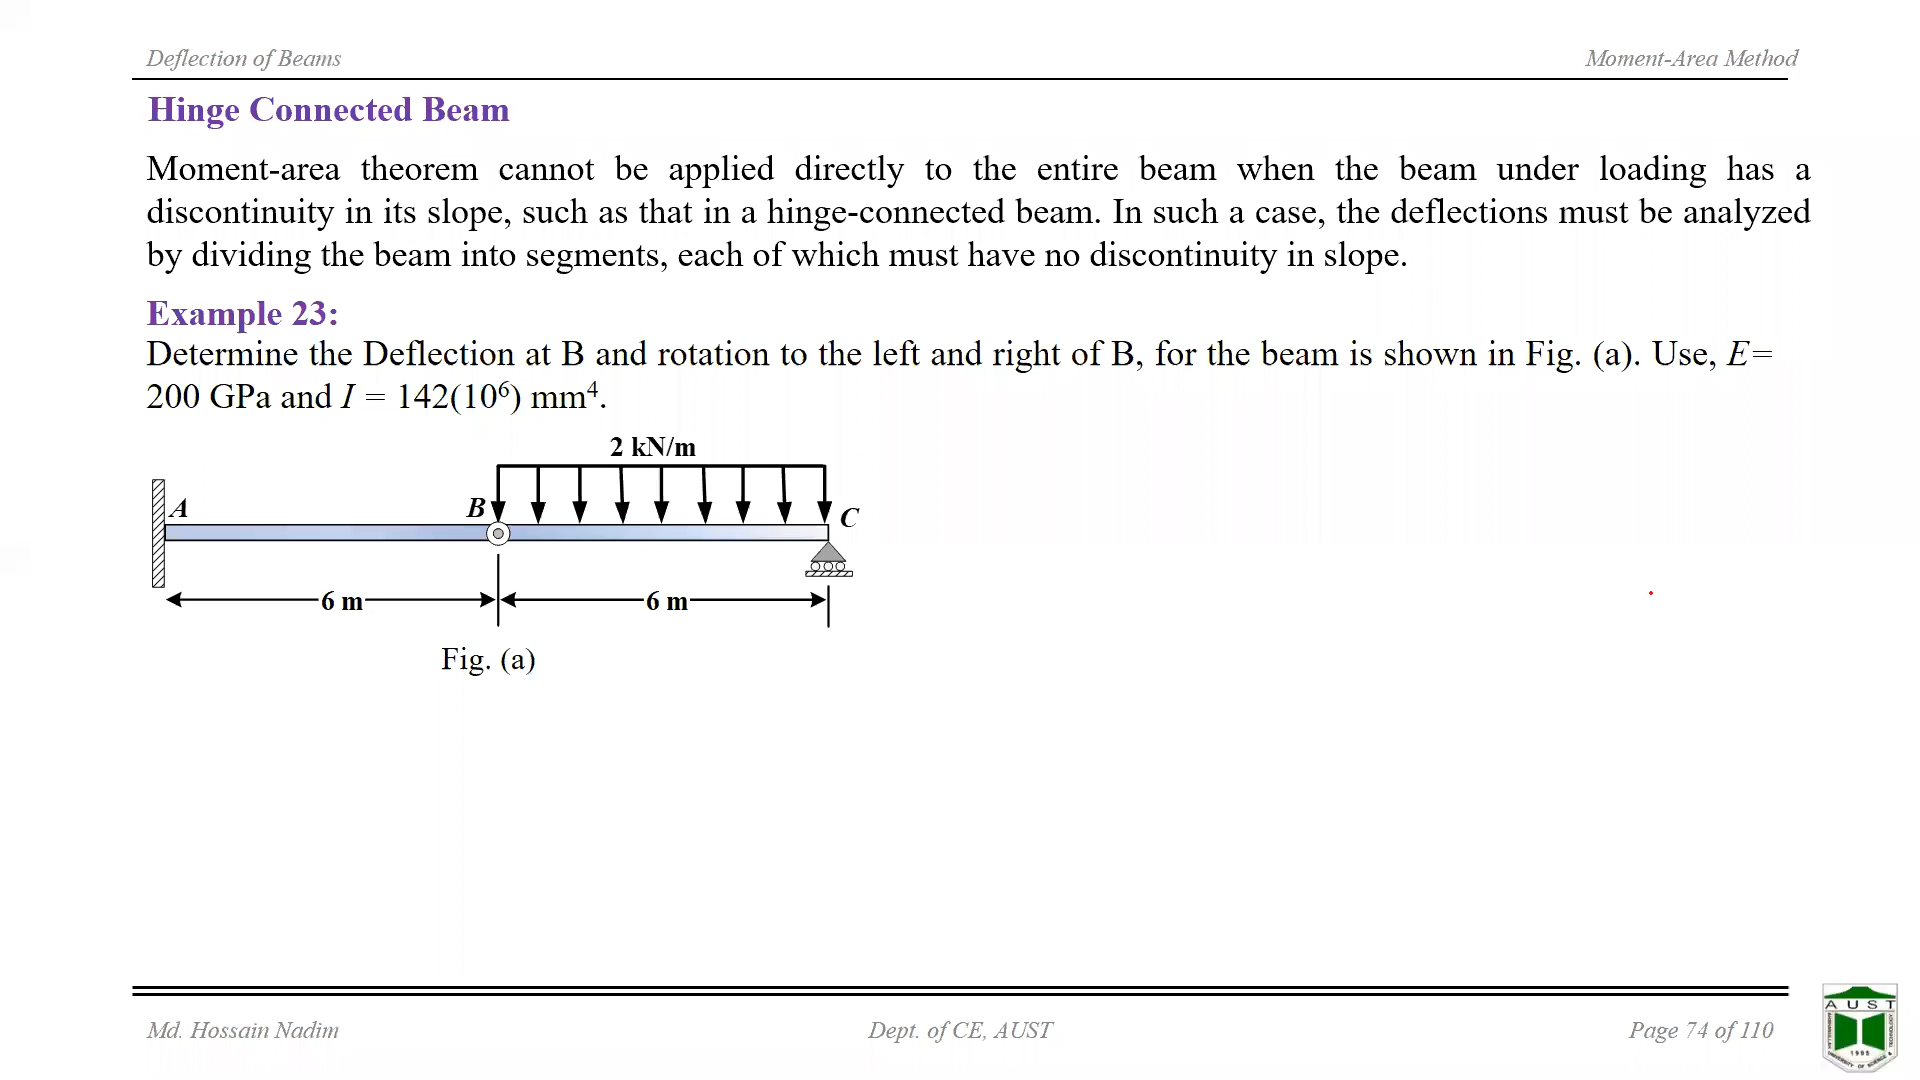 Deflection of Beams
Moment-Area Method
Hinge Connected Beam
Moment-area theorem cannot be applied directly to the entire beam when the beam under loading has a
discontinuity in its slope, such as that in a hinge-connected beam. In such a case, the deflections must be analyzed
by dividing the beam into segments, each of which must have no discontinuity in slope.
Example 23:
Determine the Deflection at B and rotation to the left and right of B, for the beam is shown in Fig. (a). Use, E=
200 GPa and I = 142(10⁶) mm⁴.
2 kN/m
A
B
C
6 m
6 m
Fig. (a)
Md. Hossain Nadim
Dept. of CE, AUST
Page 74 of 110
AUST
1995